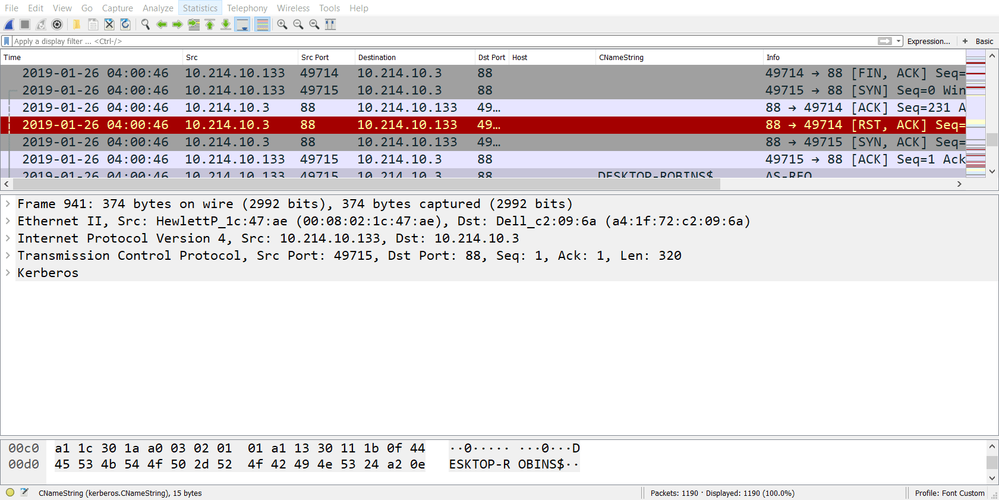 File Edit View Go Capture Analyze Statistics Telephony Wireless Tools Help
Apply a display filter ... <Ctrl-/> Expression... + Basic
Time Src Src Port Destination Dst Port Host CNameString Info
2019-01-26 04:00:46 10.214.10.133 49714 10.214.10.3 88 49714 → 88 [FIN, ACK] Seq=
2019-01-26 04:00:46 10.214.10.133 49715 10.214.10.3 88 49715 → 88 [SYN] Seq=0 Win
2019-01-26 04:00:46 10.214.10.3 88 10.214.10.133 49... 88 → 49714 [ACK] Seq=231 A
2019-01-26 04:00:46 10.214.10.3 88 10.214.10.133 49... 88 → 49714 [RST, ACK] Seq=
2019-01-26 04:00:46 10.214.10.3 88 10.214.10.133 49... 88 → 49715 [SYN, ACK] Seq=
2019-01-26 04:00:46 10.214.10.133 49715 10.214.10.3 88 49715 → 88 [ACK] Seq=1 Ack
2019-01-26 04:00:46 10.214.10.133 49715 10.214.10.3 88 DESKTOP-ROBINS$ AS-REQ
Frame 941: 374 bytes on wire (2992 bits), 374 bytes captured (2992 bits)
Ethernet II, Src: HewlettP_1c:47:ae (00:08:02:1c:47:ae), Dst: Dell_c2:09:6a (a4:1f:72:c2:09:6a)
Internet Protocol Version 4, Src: 10.214.10.133, Dst: 10.214.10.3
Transmission Control Protocol, Src Port: 49715, Dst Port: 88, Seq: 1, Ack: 1, Len: 320
Kerberos
00c0 a1 1c 30 1a a0 03 02 01 01 a1 13 30 11 1b 0f 44 ··0····· ···0···D
00d0 45 53 4b 54 4f 50 2d 52 4f 42 49 4e 53 24 a2 0e ESKTOP-R OBINS$··
CNameString (kerberos.CNameString), 15 bytes Packets: 1190 · Displayed: 1190 (100.0%) Profile: Font Custom